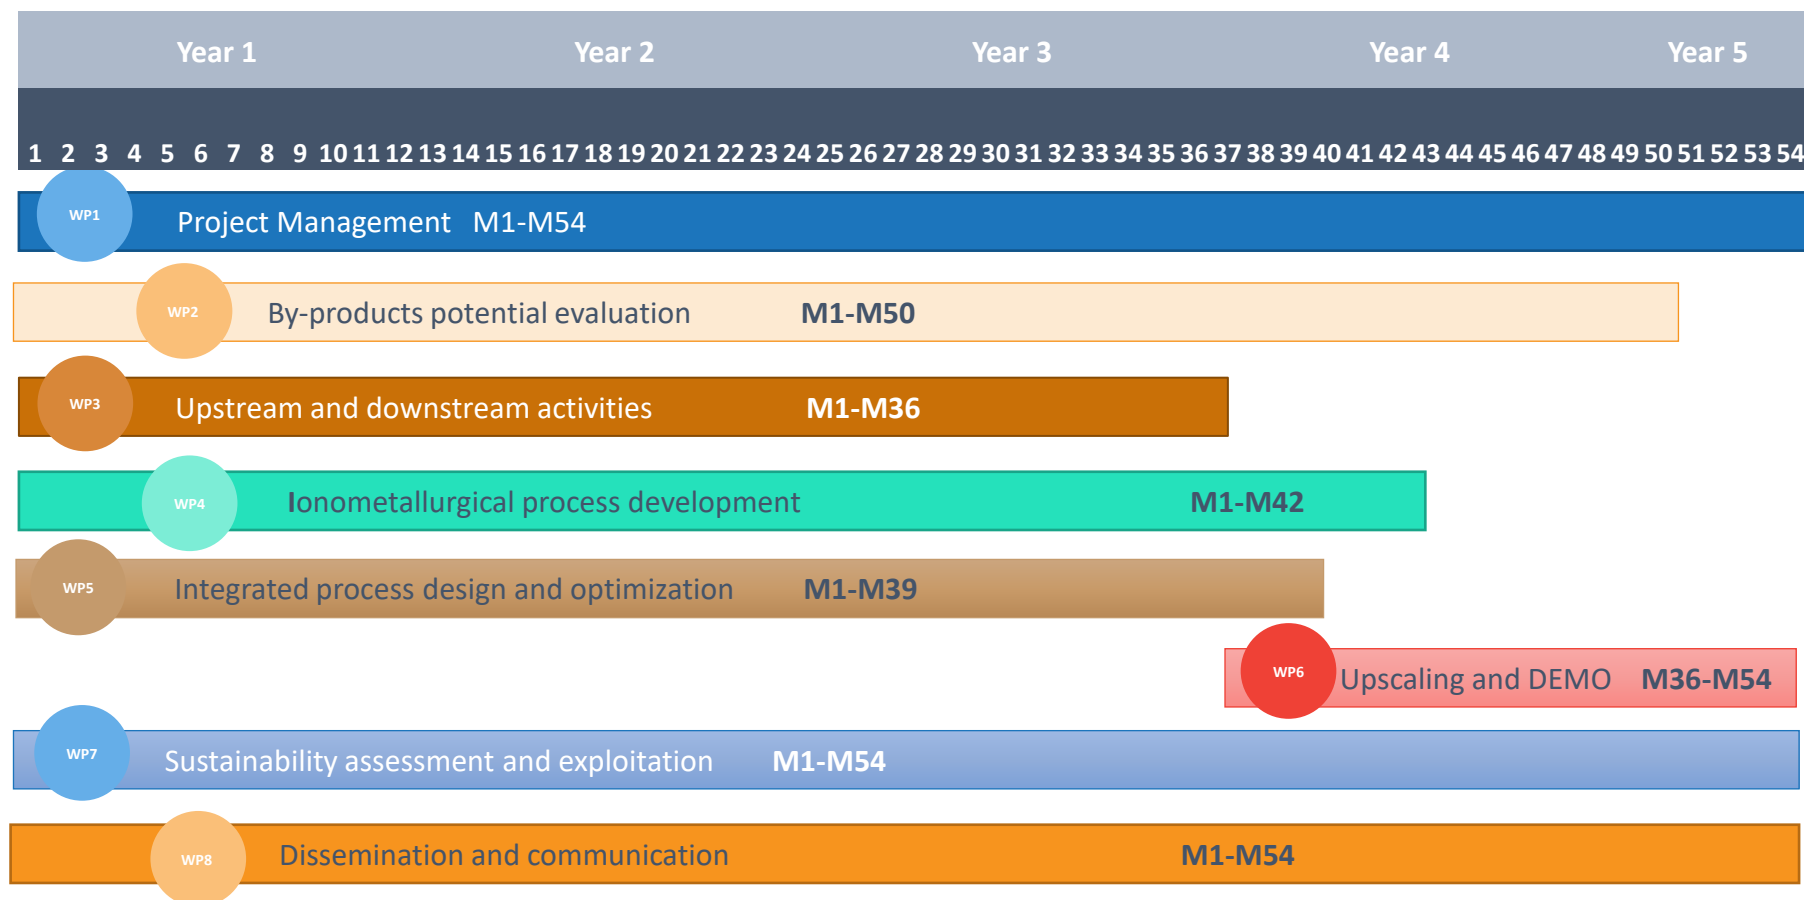 Year 1 Year 2 Year 3 Year 4 Year 5
1 2 3 4 5 6 7 8 9 10 11 12 13 14 15 16 17 18 19 20 21 22 23 24 25 26 27 28 29 30 31 32 33 34 35 36 37 38 39 40 41 42 43 44 45 46 47 48 49 50 51 52 53 54
WP1 Project Management M1-M54
WP2 By-products potential evaluation M1-M50
WP3 Upstream and downstream activities M1-M36
WP4 Ionometallurgical process development M1-M42
WP5 Integrated process design and optimization M1-M39
WP6 Upscaling and DEMO M36-M54
WP7 Sustainability assessment and exploitation M1-M54
WP8 Dissemination and communication M1-M54